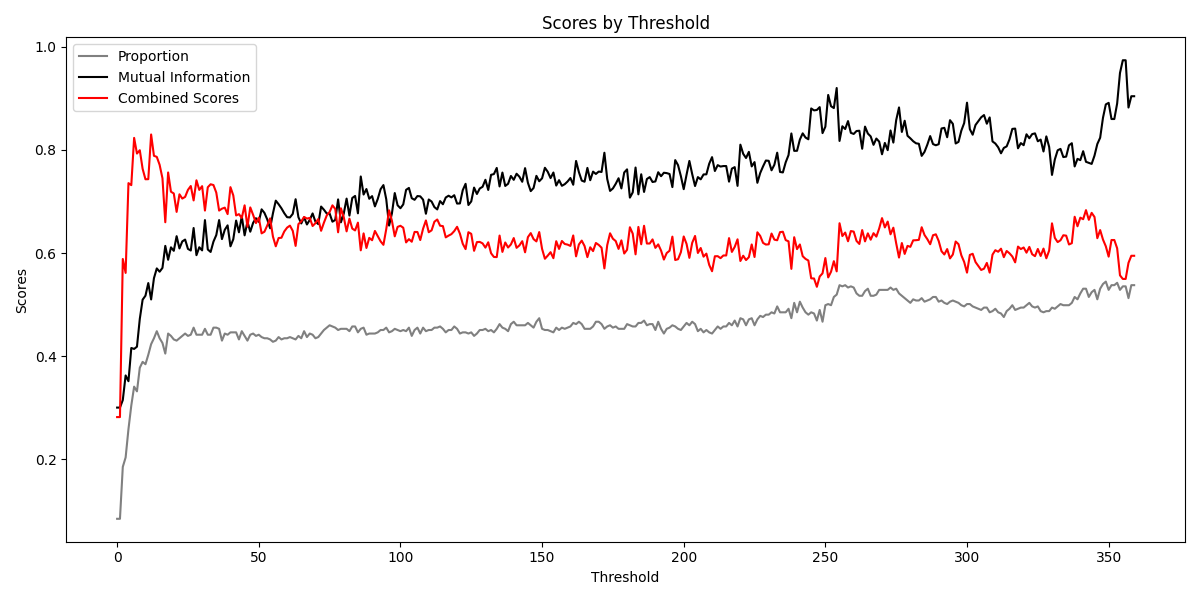 Scores by Threshold
1.0
0.8
0.6
0.4
0.2
Scores
Proportion
Mutual Information
Combined Scores
0 50 100 150 200 250 300 350
Threshold